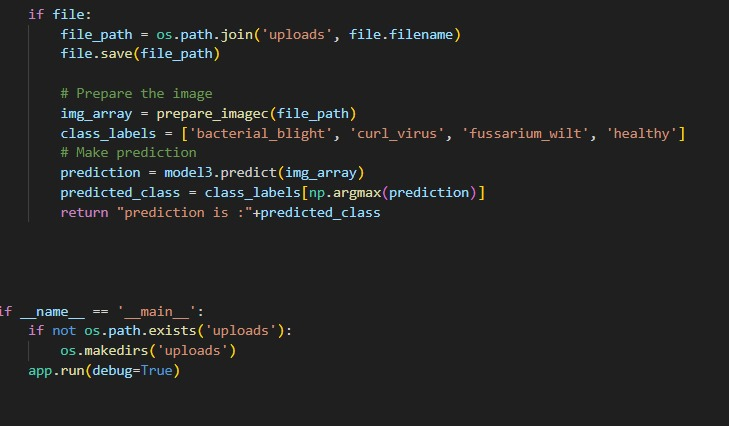 if file:
file_path = os.path.join('uploads', file.filename)
file.save(file_path)
# Prepare the image
img_array = prepare_imagec(file_path)
class_labels = ['bacterial_blight', 'curl_virus', 'fussarium_wilt', 'healthy']
# Make prediction
prediction = model3.predict(img_array)
predicted_class = class_labels[np.argmax(prediction)]
return "prediction is :"+predicted_class
if __name__ == '__main__':
if not os.path.exists('uploads'):
os.makedirs('uploads')
app.run(debug=True)